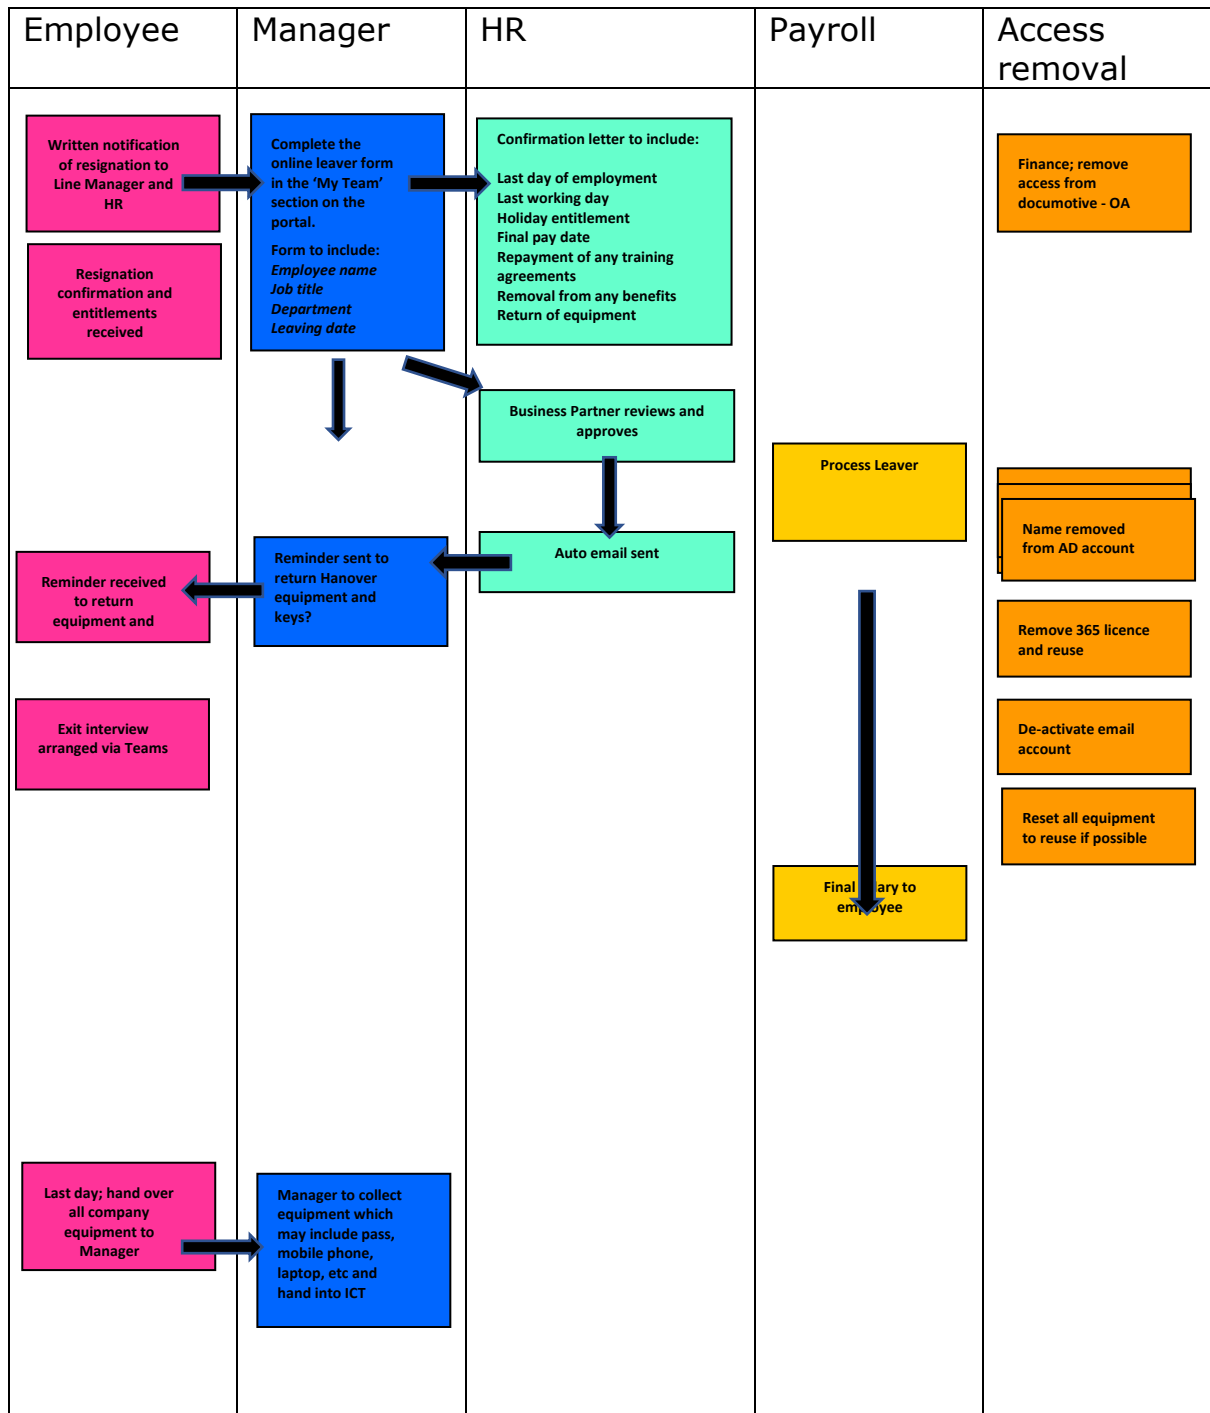 Employee
Manager
HR
Payroll
Access
removal
Written notification
of resignation to
Line Manager and
HR
Resignation
confirmation and
entitlements
received
Reminder received
to return
equipment and
Exit interview
arranged via Teams
Last day; hand over
all company
equipment to
Manager
Complete the
online leaver form
in the ‘My Team’
section on the
portal.
Form to include:
Employee name
Job title
Department
Leaving date
Reminder sent to
return Hanover
equipment and
keys?
Manager to collect
equipment which
may include pass,
mobile phone,
laptop, etc and
hand into ICT
Confirmation letter to include:
Last day of employment
Last working day
Holiday entitlement
Final pay date
Repayment of any training
agreements
Removal from any benefits
Return of equipment
Business Partner reviews and
approves
Auto email sent
Process Leaver
Final to
employee
Finance; remove
access from
documotive - OA
Name removed
from AD account
Remove 365 licence
and reuse
De-activate email
account
Reset all equipment
to reuse if possible